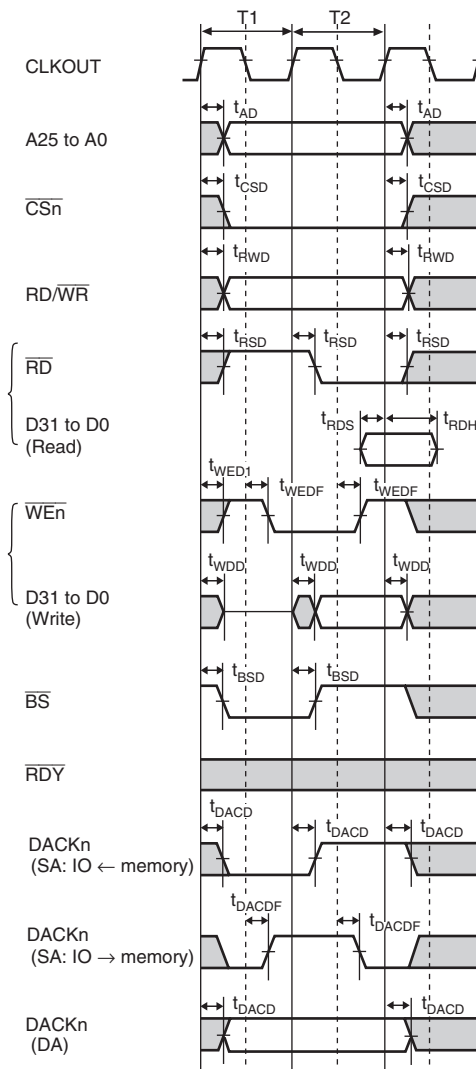 T1 T2
CLKOUT
tAD tAD
A25 to A0
tCSD tCSD
CSn
tRWD tRWD
RD/WR
tRSD tRSD tRSD
RD
D31 to D0
(Read)
tRDS tRDH
tWED1 tWEDF tWEDF
WEn
tWDD tWDD tWDD
D31 to D0
(Write)
tBSD tBSD
BS
RDY
tDACD tDACD tDACD
DACKn
(SA: IO ← memory)
tDACDF tDACDF
DACKn
(SA: IO → memory)
tDACD tDACD
DACKn
(DA)